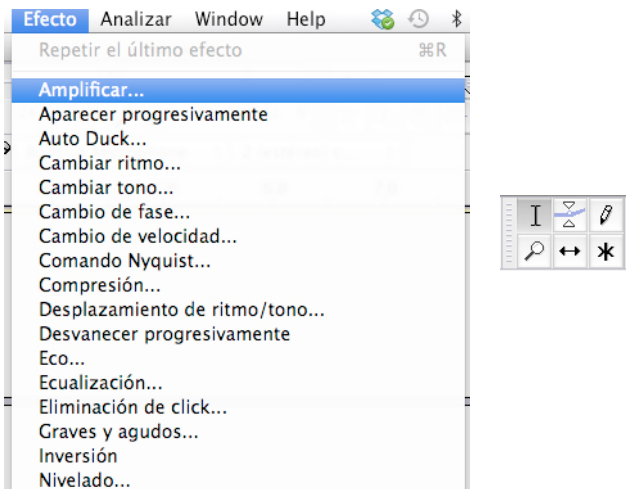 Efecto Analizar Window Help
Repetir el último efecto ⌘R
Amplificar...
Aparecer progresivamente
Auto Duck...
Cambiar ritmo...
Cambiar tono...
Cambio de fase...
Cambio de velocidad...
Comando Nyquist...
Compresión...
Desplazamiento de ritmo/tono...
Desvanecer progresivamente
Eco...
Ecualización...
Eliminación de click...
Graves y agudos...
Inversión
Nivelado...